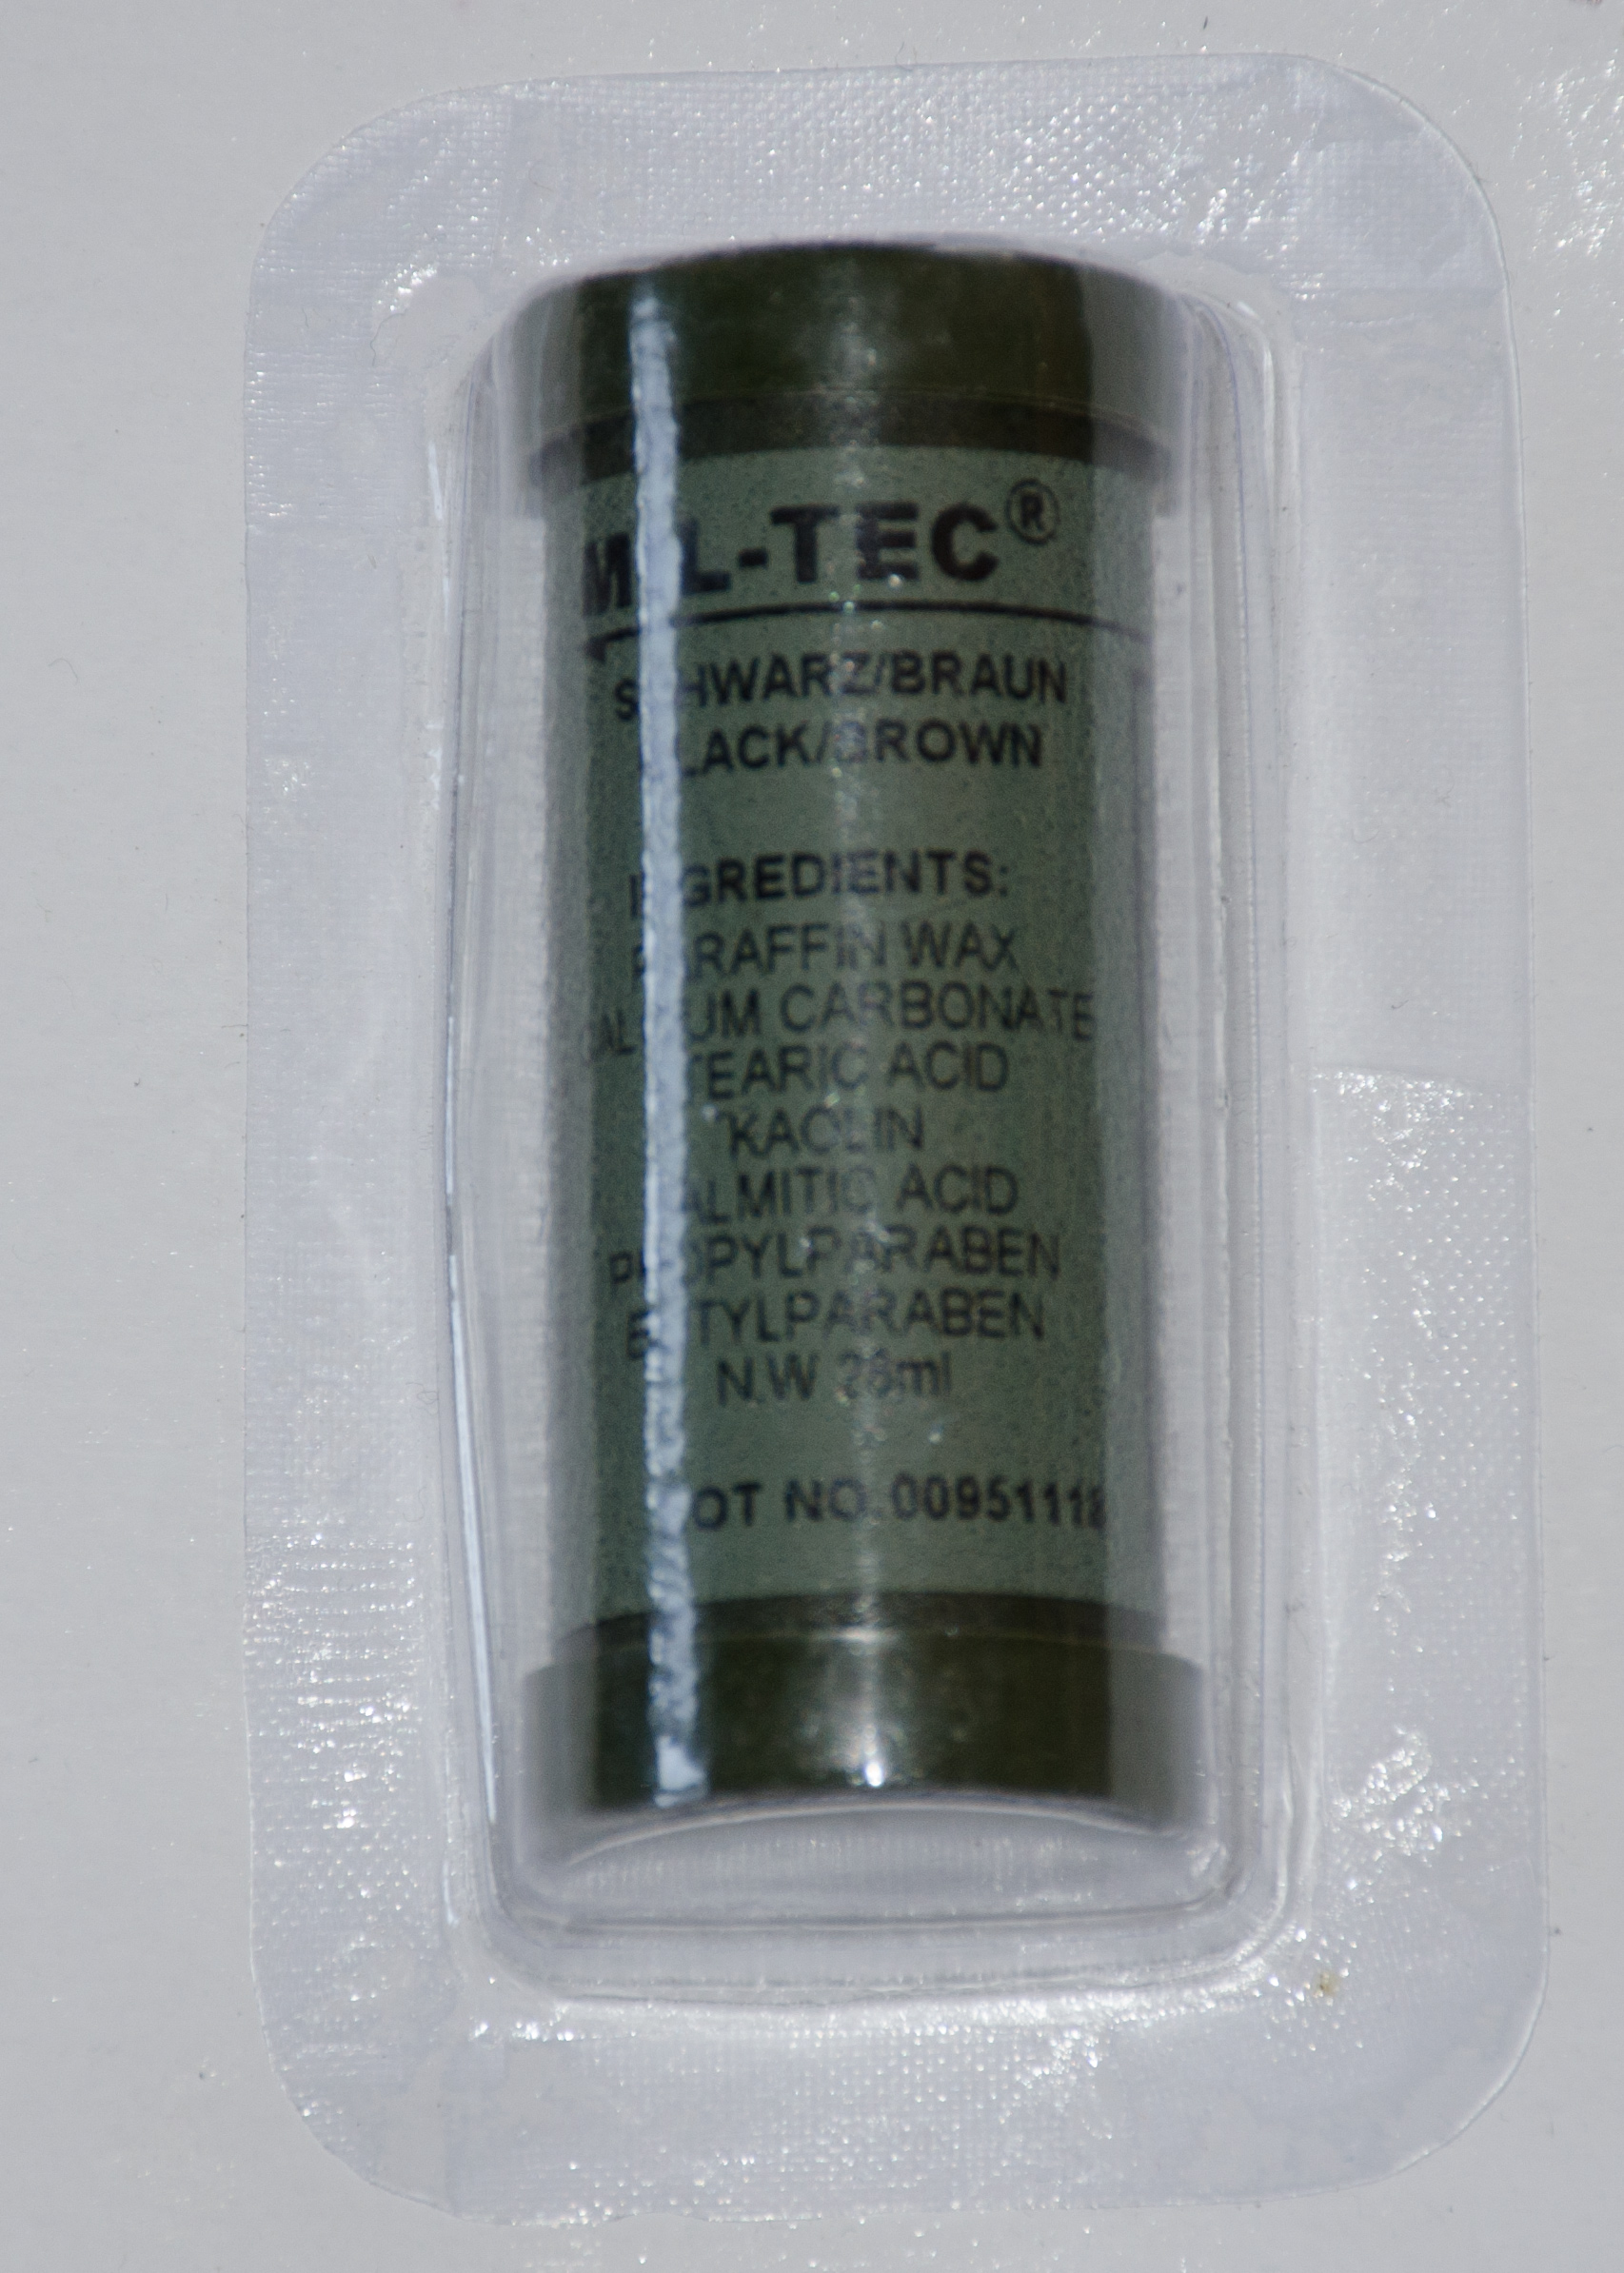 MIL-TEC®
SCHWARZ/BRAUN
BLACK/BROWN
INGREDIENTS:
PARAFFIN WAX
CALCIUM CARBONATE
STEARIC ACID
KAOLIN
PALMITIC ACID
PROPYLPARABEN
BUTYLPARABEN
N.W 28ml
LOT NO.